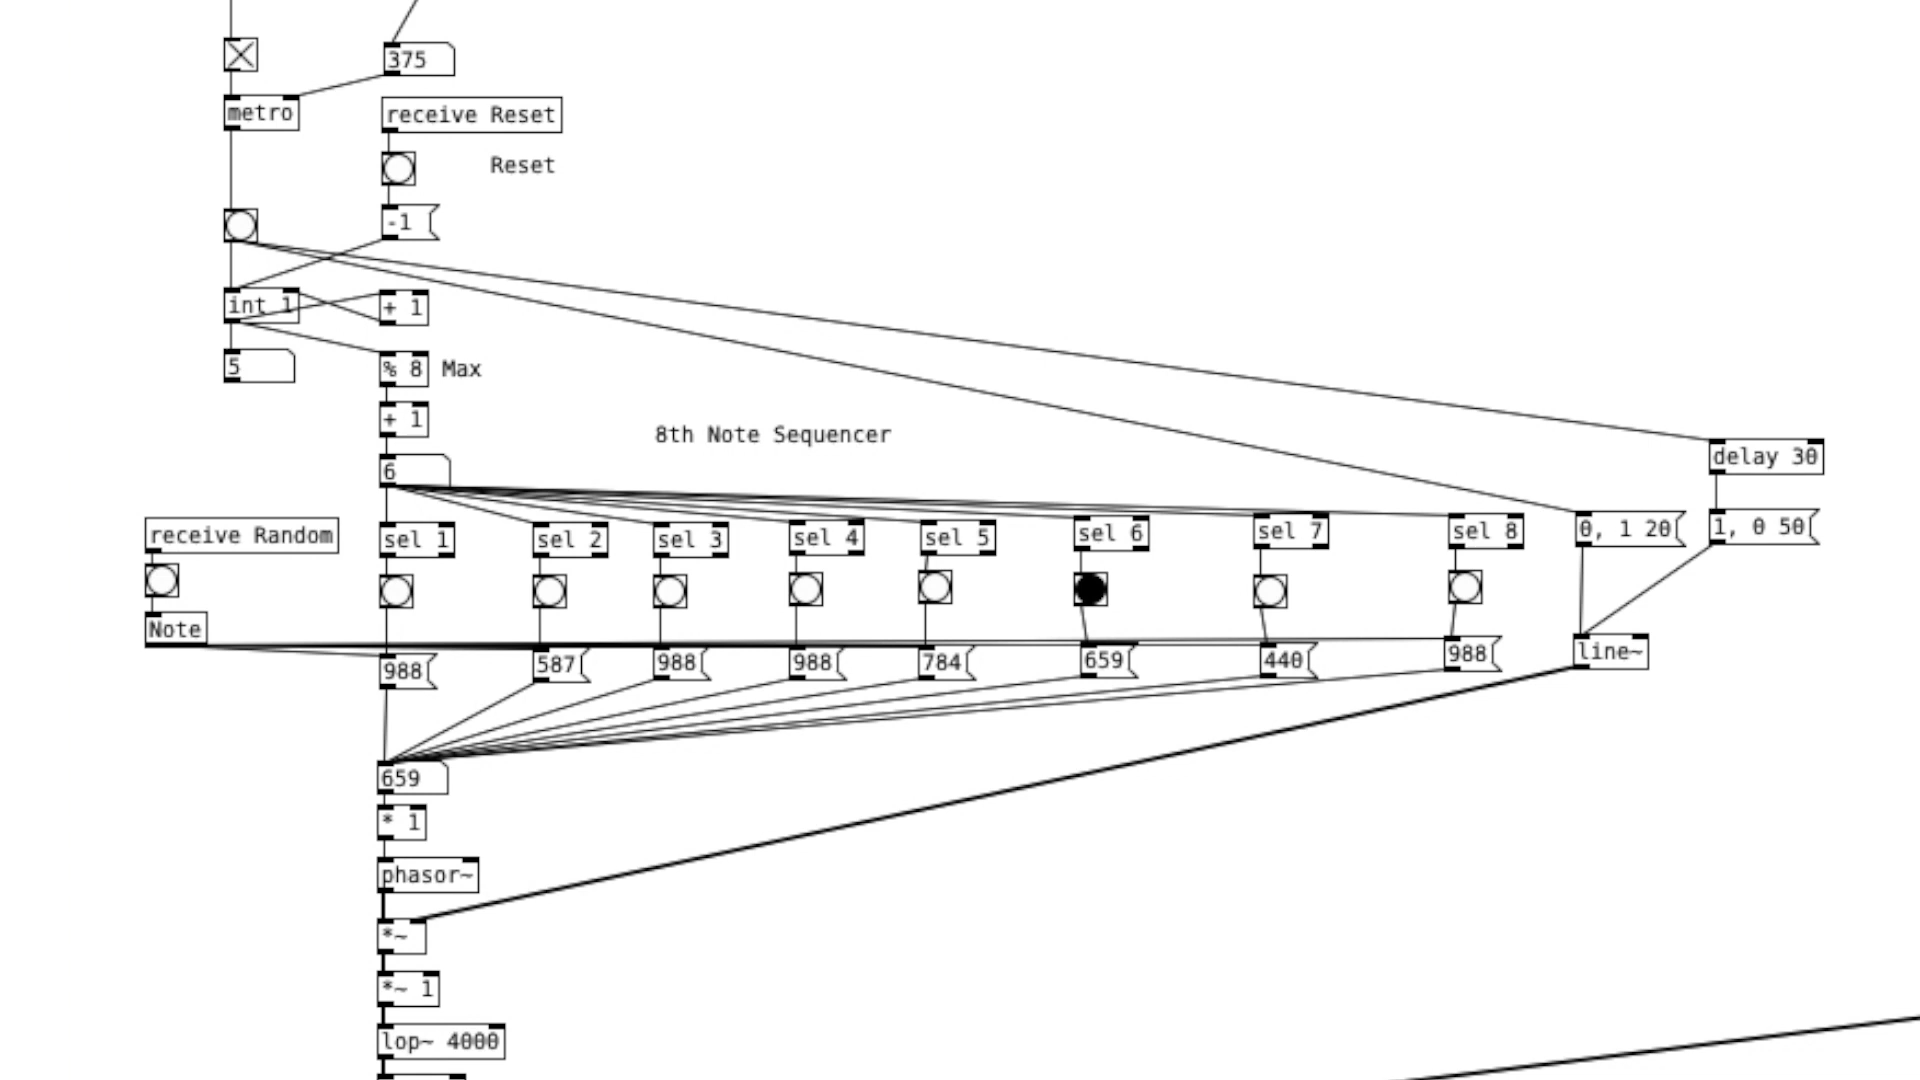 375
metro
receive Reset
Reset
-1
int 1
+ 1
5
% 8 Max
+ 1
8th Note Sequencer
6
delay 30
receive Random
sel 1
sel 2
sel 3
sel 4
sel 5
sel 6
sel 7
sel 8
0, 1 20
1, 0 50
Note
988
587
988
988
784
659
440
988
line~
659
* 1
phasor~
*~
*~ 1
lop~ 4000